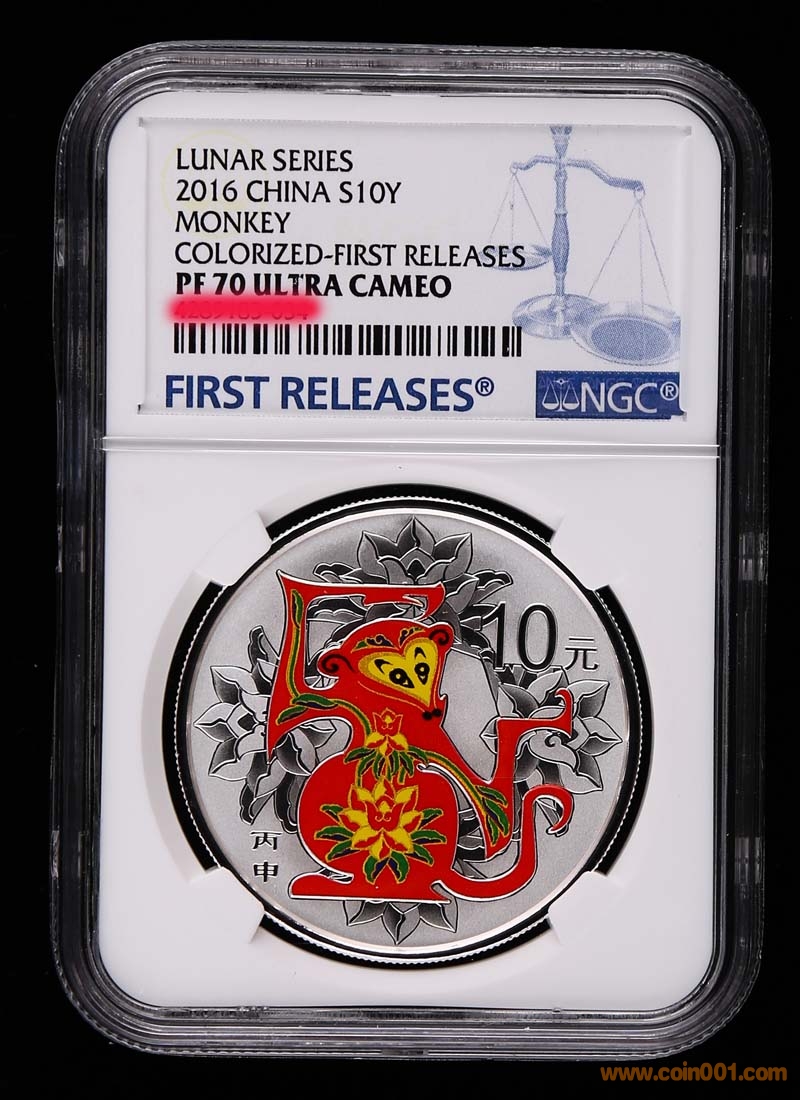 LUNAR SERIES
2016 CHINA S10Y
MONKEY
COLORIZED-FIRST RELEASES
PF 70 ULTRA CAMEO
FIRST RELEASES®
NGC®
10元
丙申
www.coin001.com